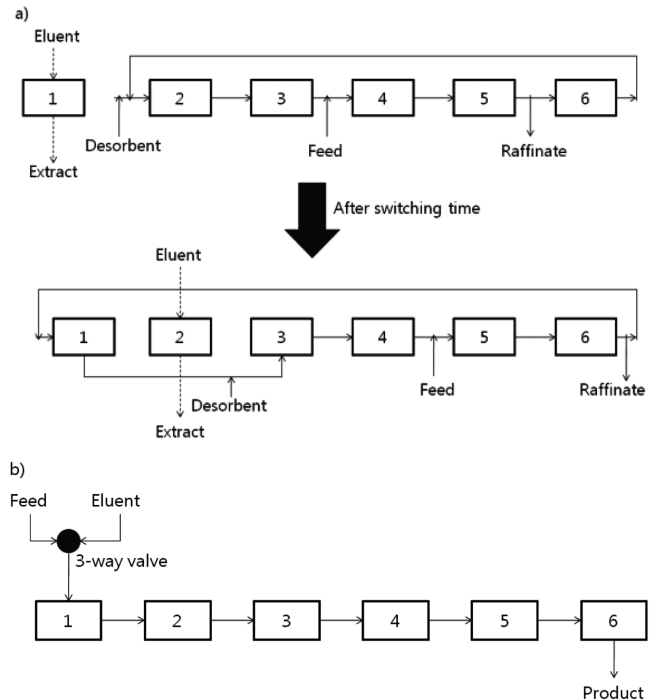 a)
Eluent
1 2 3 4 5 6
Desorbent
Feed
Raffinate
Extract
After switching time
Eluent
1 2 3 4 5 6
Desorbent
Feed
Raffinate
Extract
b)
Feed Eluent
3-way valve
1 2 3 4 5 6
Product